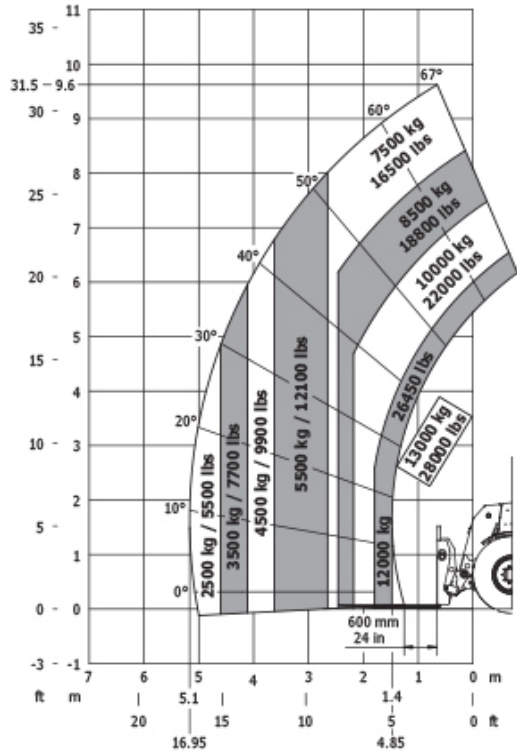 11
35 -
10
31.5 - 9.6
67°
30 -
60°
9
7500 kg
16500 lbs
50°
8
8500 kg
18800 lbs
25 -
7
10000 kg
22000 lbs
40°
20 -
6
5
30°
15 -
4
26450 lbs
12000 kg
13000 kg
28000 lbs
5500 kg / 12100 lbs
4500 kg / 9900 lbs
3500 kg / 7700 lbs
2500 kg / 5500 lbs
20°
10 -
3
2
10°
5 -
1
0°
0 - 0
600 mm
24 in
-3 - -1
7 6 5 4 3 2 1 0 m
ft m
5.1 1.4
20 15 10 5 0 ft
16.95 4.85